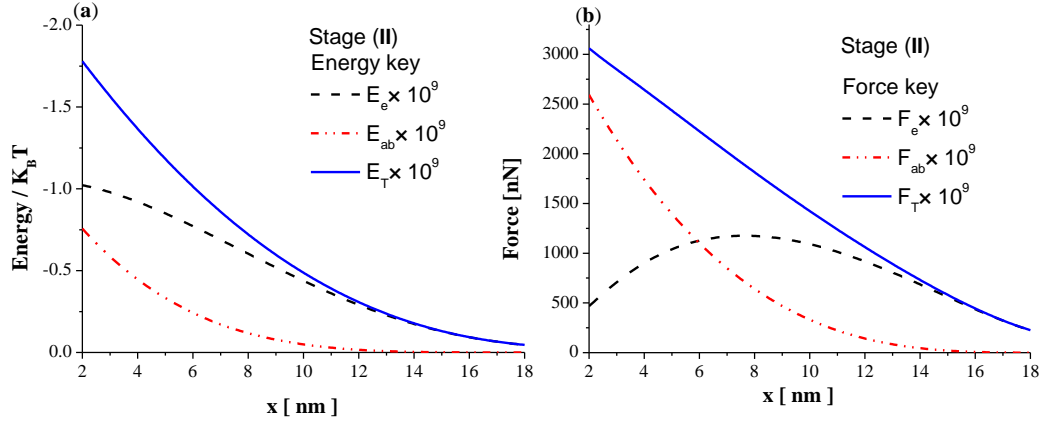 (a)
Stage (II)
Energy key
E_e × 10^9
E_ab × 10^9
E_T × 10^9
Energy / K_B T
-2.0
-1.5
-1.0
-0.5
0.0
2 4 6 8 10 12 14 16 18
x [ nm ]
(b)
Stage (II)
Force key
F_e × 10^9
F_ab × 10^9
F_T × 10^9
Force [nN]
3000
2500
2000
1500
1000
500
0
2 4 6 8 10 12 14 16 18
x [ nm ]